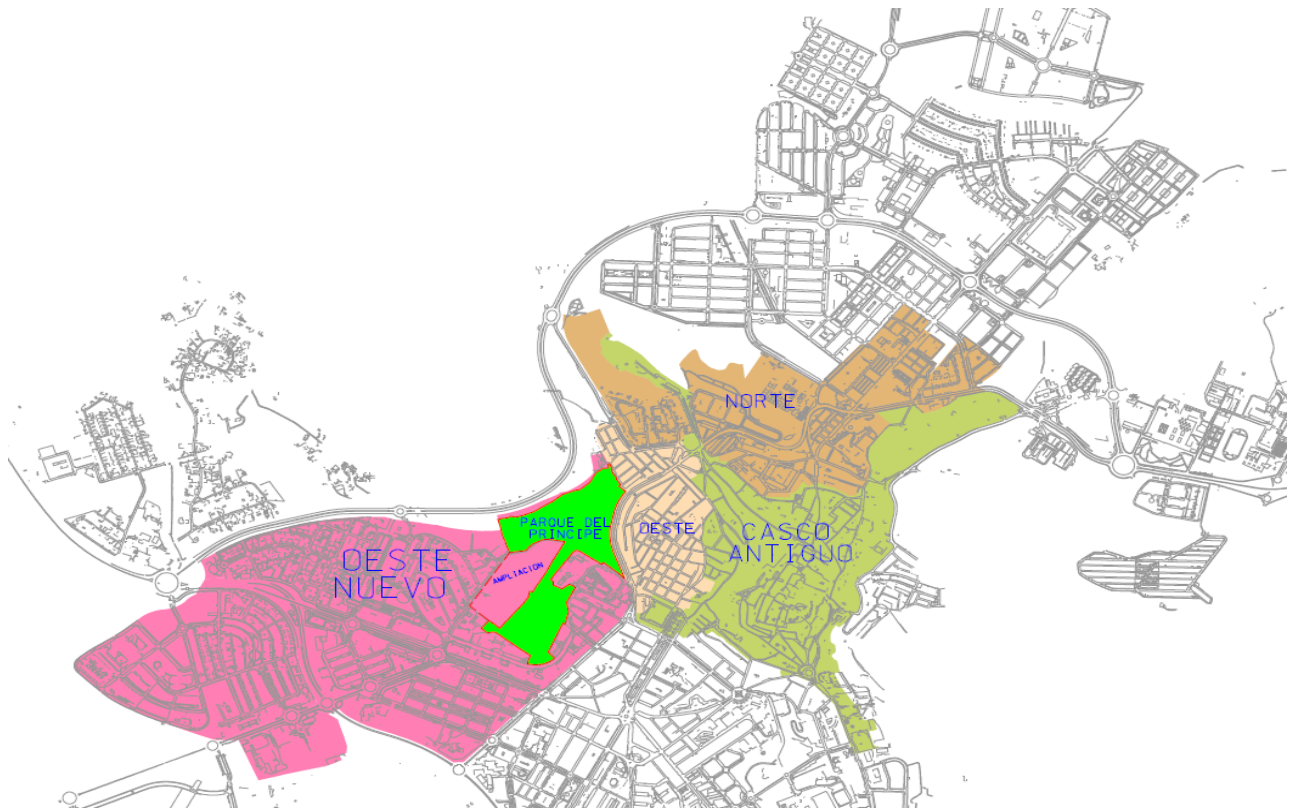 NORTE
PARQUE DEL
PRINCIPE
OESTE
CASCO
ANTIGUO
OESTE
NUEVO
AMPLIACION